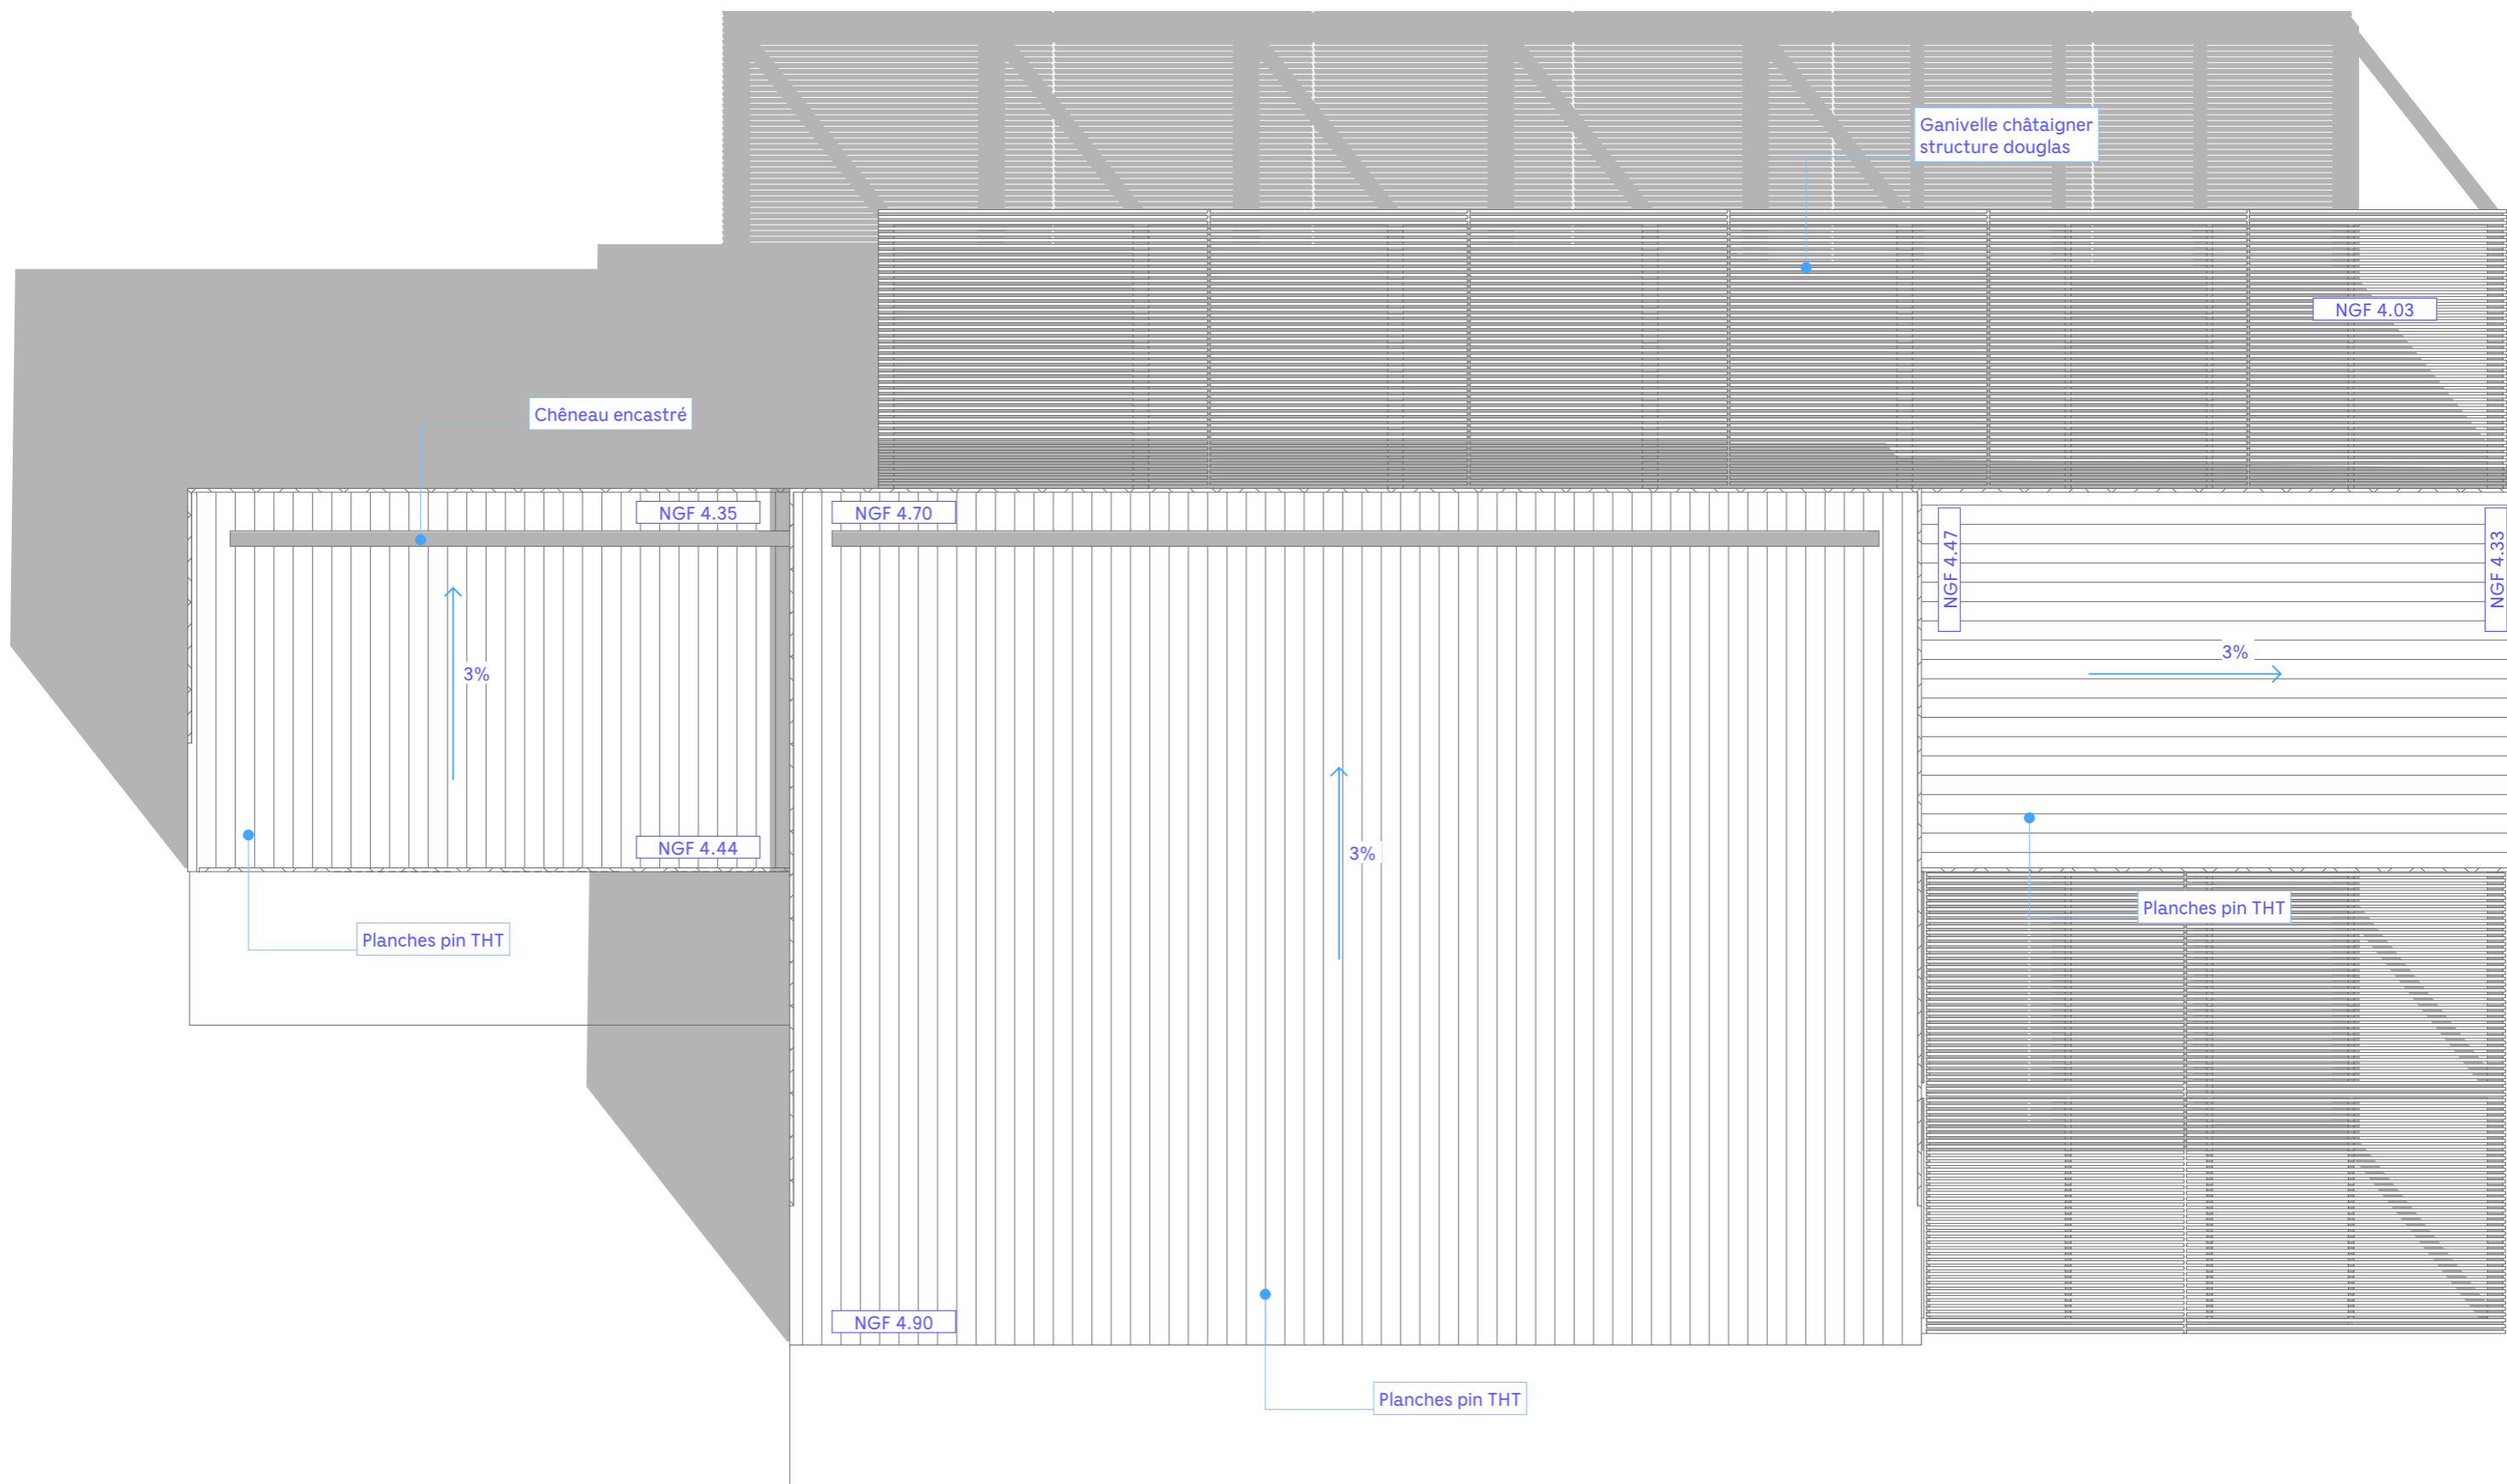 Ganivelle châtaigner
structure douglas
NGF 4.03
Chêneau encastré
NGF 4.35
NGF 4.70
NGF 4.47
NGF 4.33
3%
3%
3%
NGF 4.44
Planches pin THT
Planches pin THT
NGF 4.90
Planches pin THT